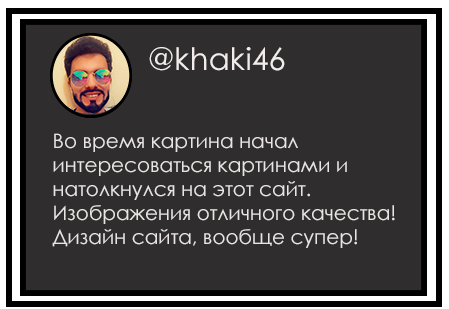 @khaki46
Во время картина начал
интересоваться картинами и
натолкнулся на этот сайт.
Изображения отличного качества!
Дизайн сайта, вообще супер!